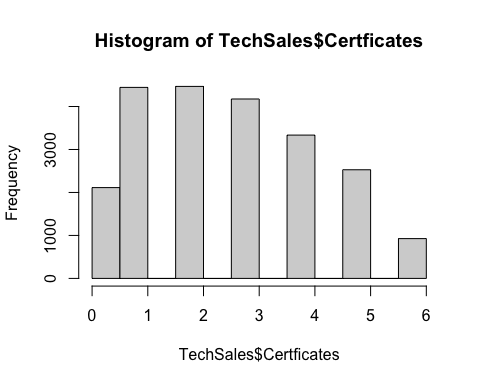 Histogram of TechSales$Certficates
Frequency
3000
1000
0
0 1 2 3 4 5 6
TechSales$Certficates